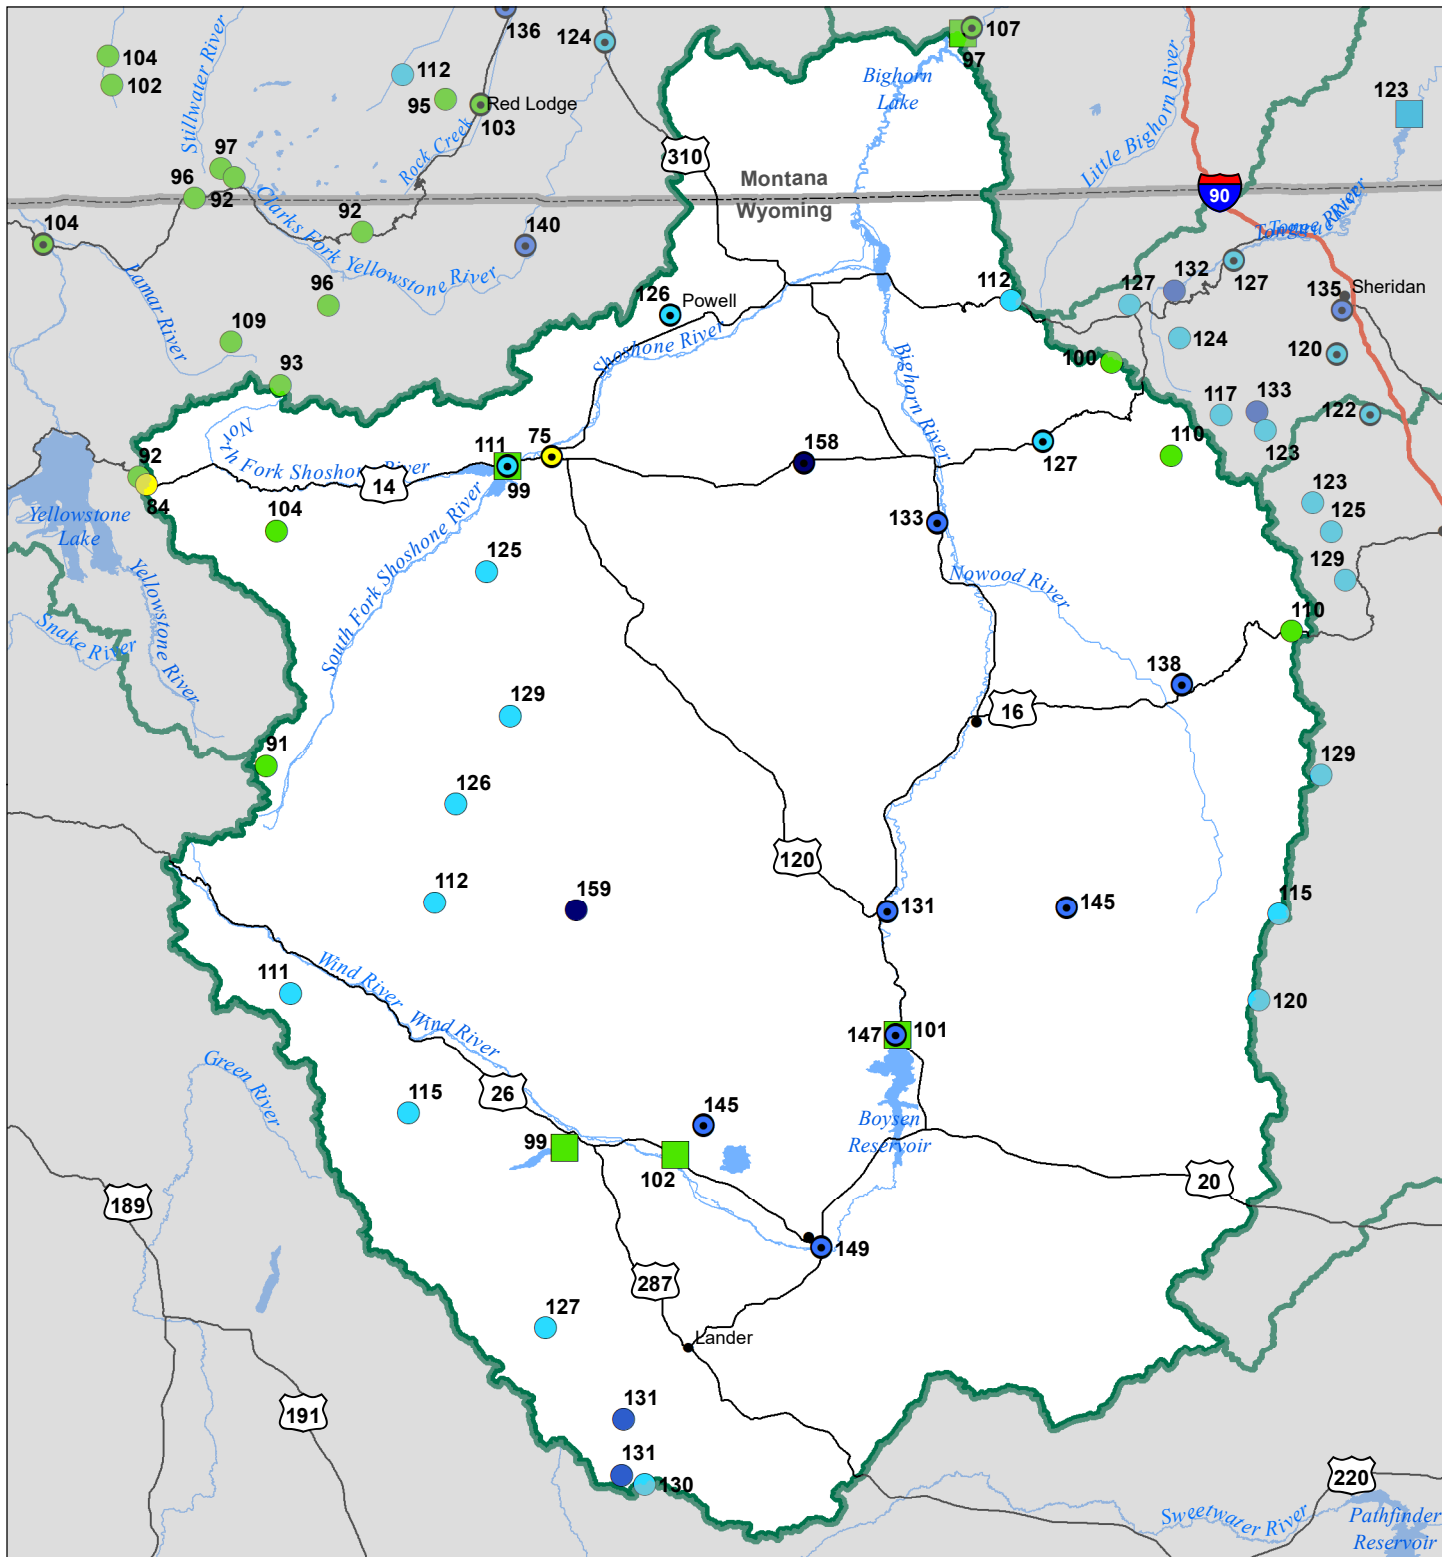 107
136
124
104
112
97
Bighorn
Lake
102
95
Red Lodge
103
123
Stillwater River
Rock Creek
Little Bighorn River
310
97
Montana
90
96
92
Wyoming
92
Clarks Fork Yellowstone River
Tongue River
104
140
127
132
127
Lamar River
96
126
Powell
112
135
Sheridan
Shoshone River
109
124
93
100
120
Bighorn River
117
133
122
North Fork Shoshone River
75
111
158
110
127
123
92
14
99
84
123
104
133
125
Yellowstone
Lake
South Fork Shoshone River
125
Nowood River
129
Yellowstone River
110
Snake River
138
129
16
91
129
126
120
112
159
131
145
115
111
Wind River
120
Wind River
147
101
Green River
26
115
145
Boysen
Reservoir
99
102
20
189
149
287
127
Lander
191
131
131
130
220
Sweetwater River
Pathfinder
Reservoir